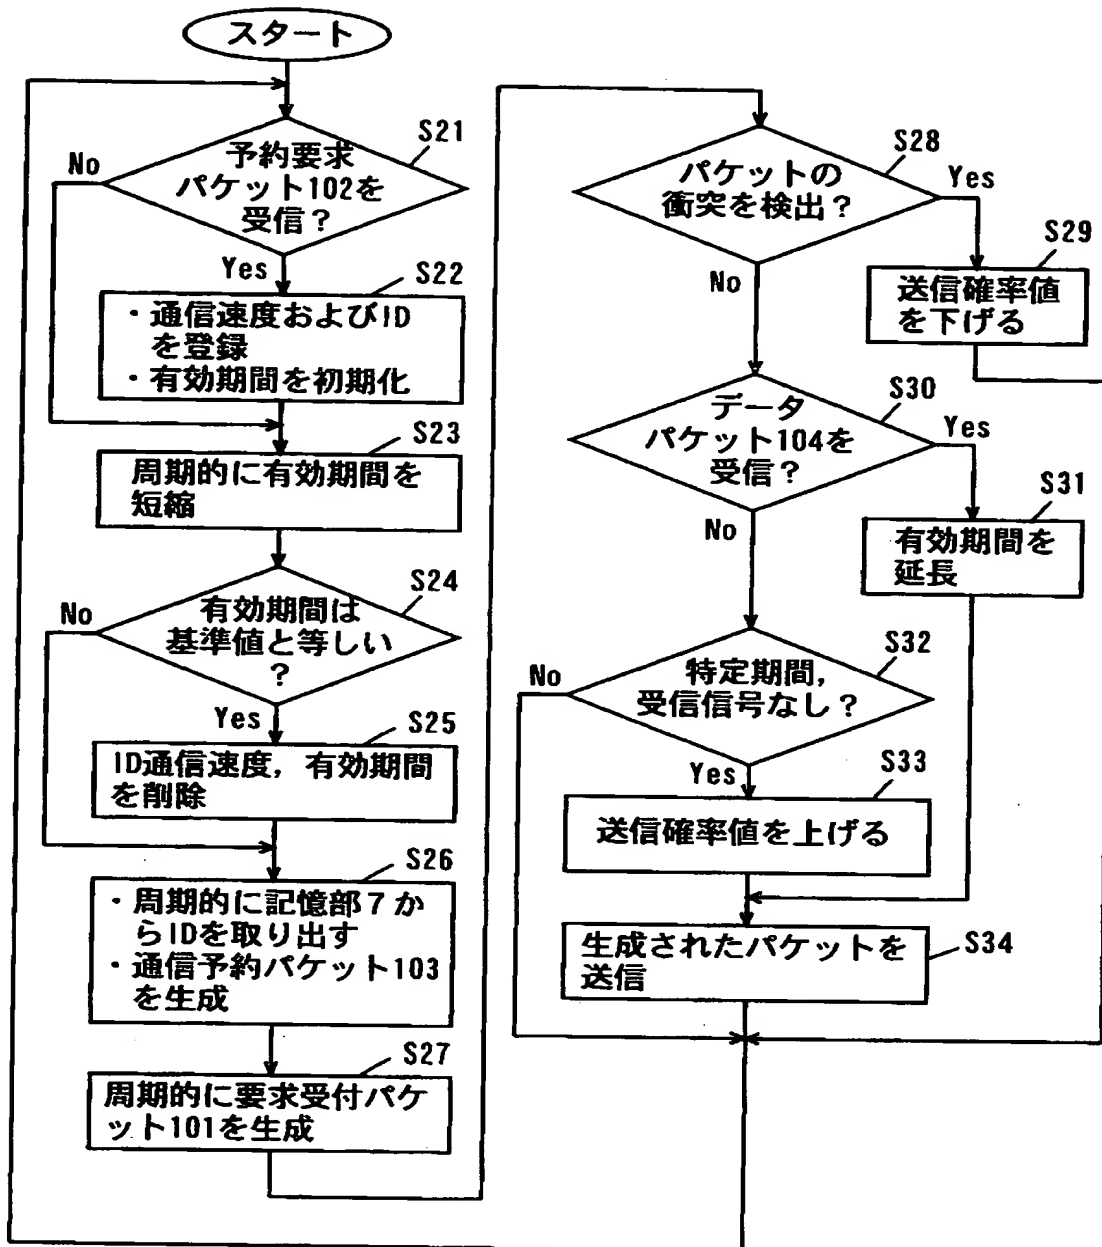 スタート
S21
No
予約要求
パケット102を
受信？
Yes
S22
・通信速度およびID
を登録
・有効期間を初期化
S23
周期的に有効期間を
短縮
S24
No
有効期間は
基準値と等しい
？
Yes
S25
ID通信速度，有効期間
を削除
S26
・周期的に記憶部7か
らIDを取り出す
・通信予約パケット103
を生成
S27
周期的に要求受付パケ
ット101を生成
S28
パケットの
衝突を検出？
Yes
No
S29
送信確率値
を下げる
S30
データ
パケット104を
受信？
Yes
No
S31
有効期間を
延長
S32
No
特定期間，
受信信号なし？
Yes
S33
送信確率値を上げる
生成されたパケットを
送信
S34